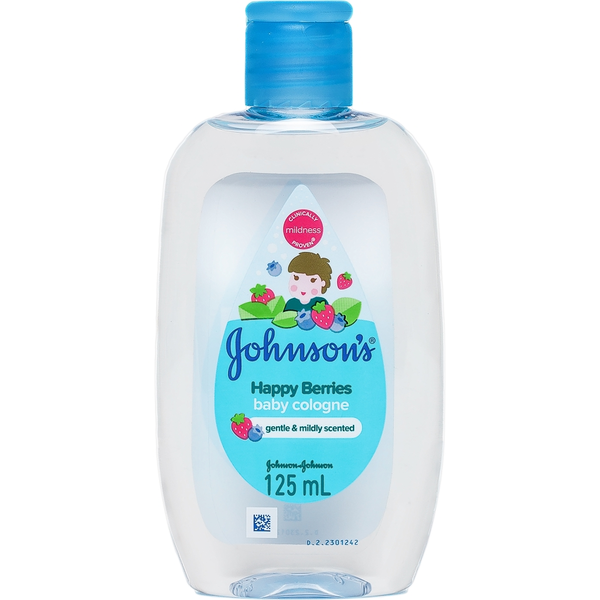 CLINICALLY
mildness
PROVEN®
Johnson's®
Happy Berries
baby cologne
gentle & mildly scented
Johnson & Johnson
125 mL
D.2.2301242